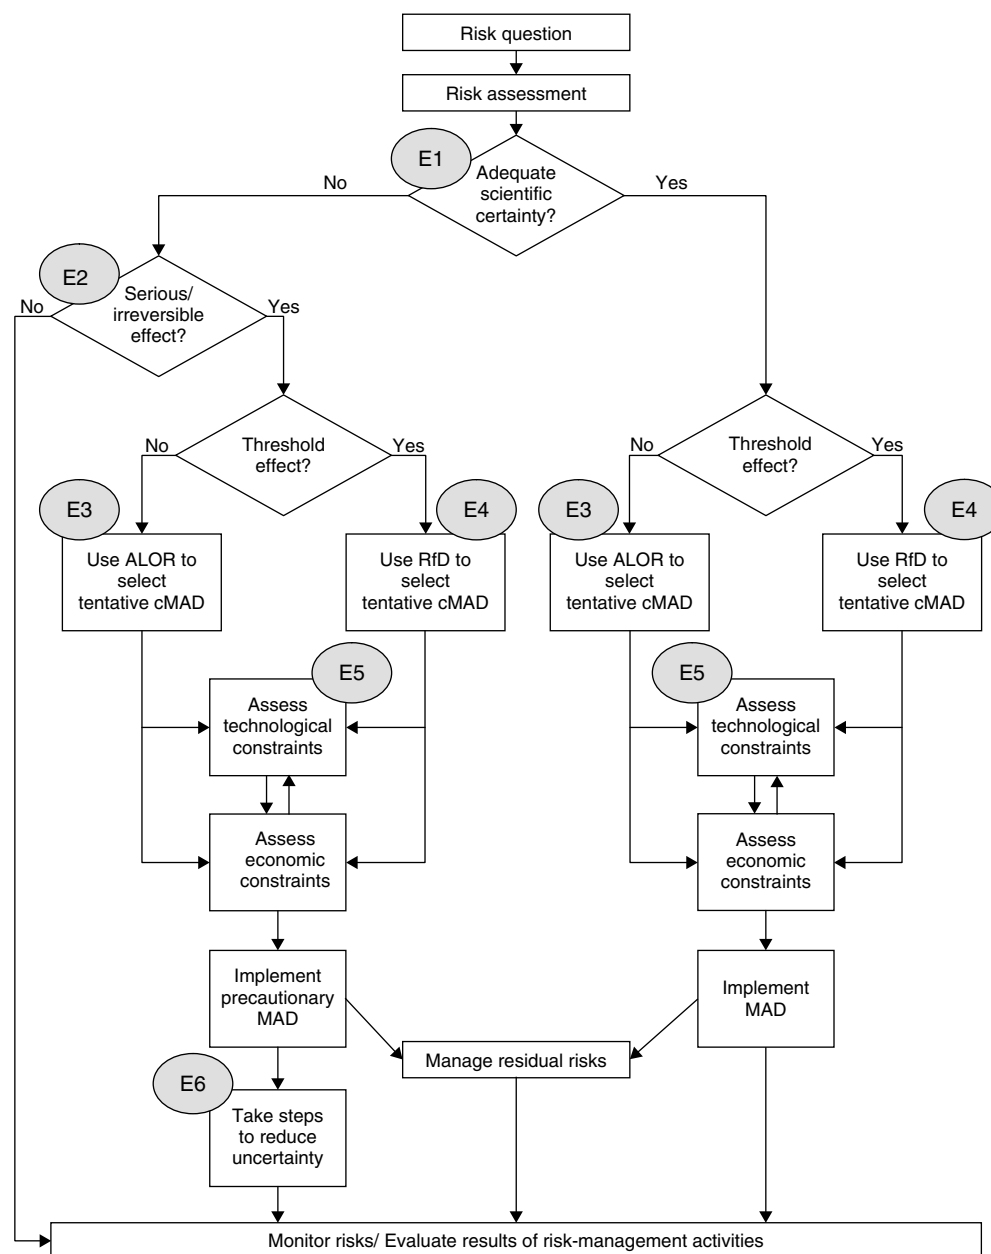 Risk question
Risk assessment
E1
Adequate
scientific
certainty?
No
Yes
E2
Serious/
irreversible
effect?
No
Yes
Threshold
effect?
No
Yes
Threshold
effect?
No
Yes
E3
Use ALOR to
select
tentative cMAD
E4
Use RfD to
select
tentative cMAD
E3
Use ALOR to
select
tentative cMAD
E4
Use RfD to
select
tentative cMAD
E5
Assess
technological
constraints
E5
Assess
technological
constraints
Assess
economic
constraints
Assess
economic
constraints
Implement
precautionary
MAD
Implement
MAD
Manage residual risks
E6
Take steps
to reduce
uncertainty
Monitor risks/ Evaluate results of risk-management activities